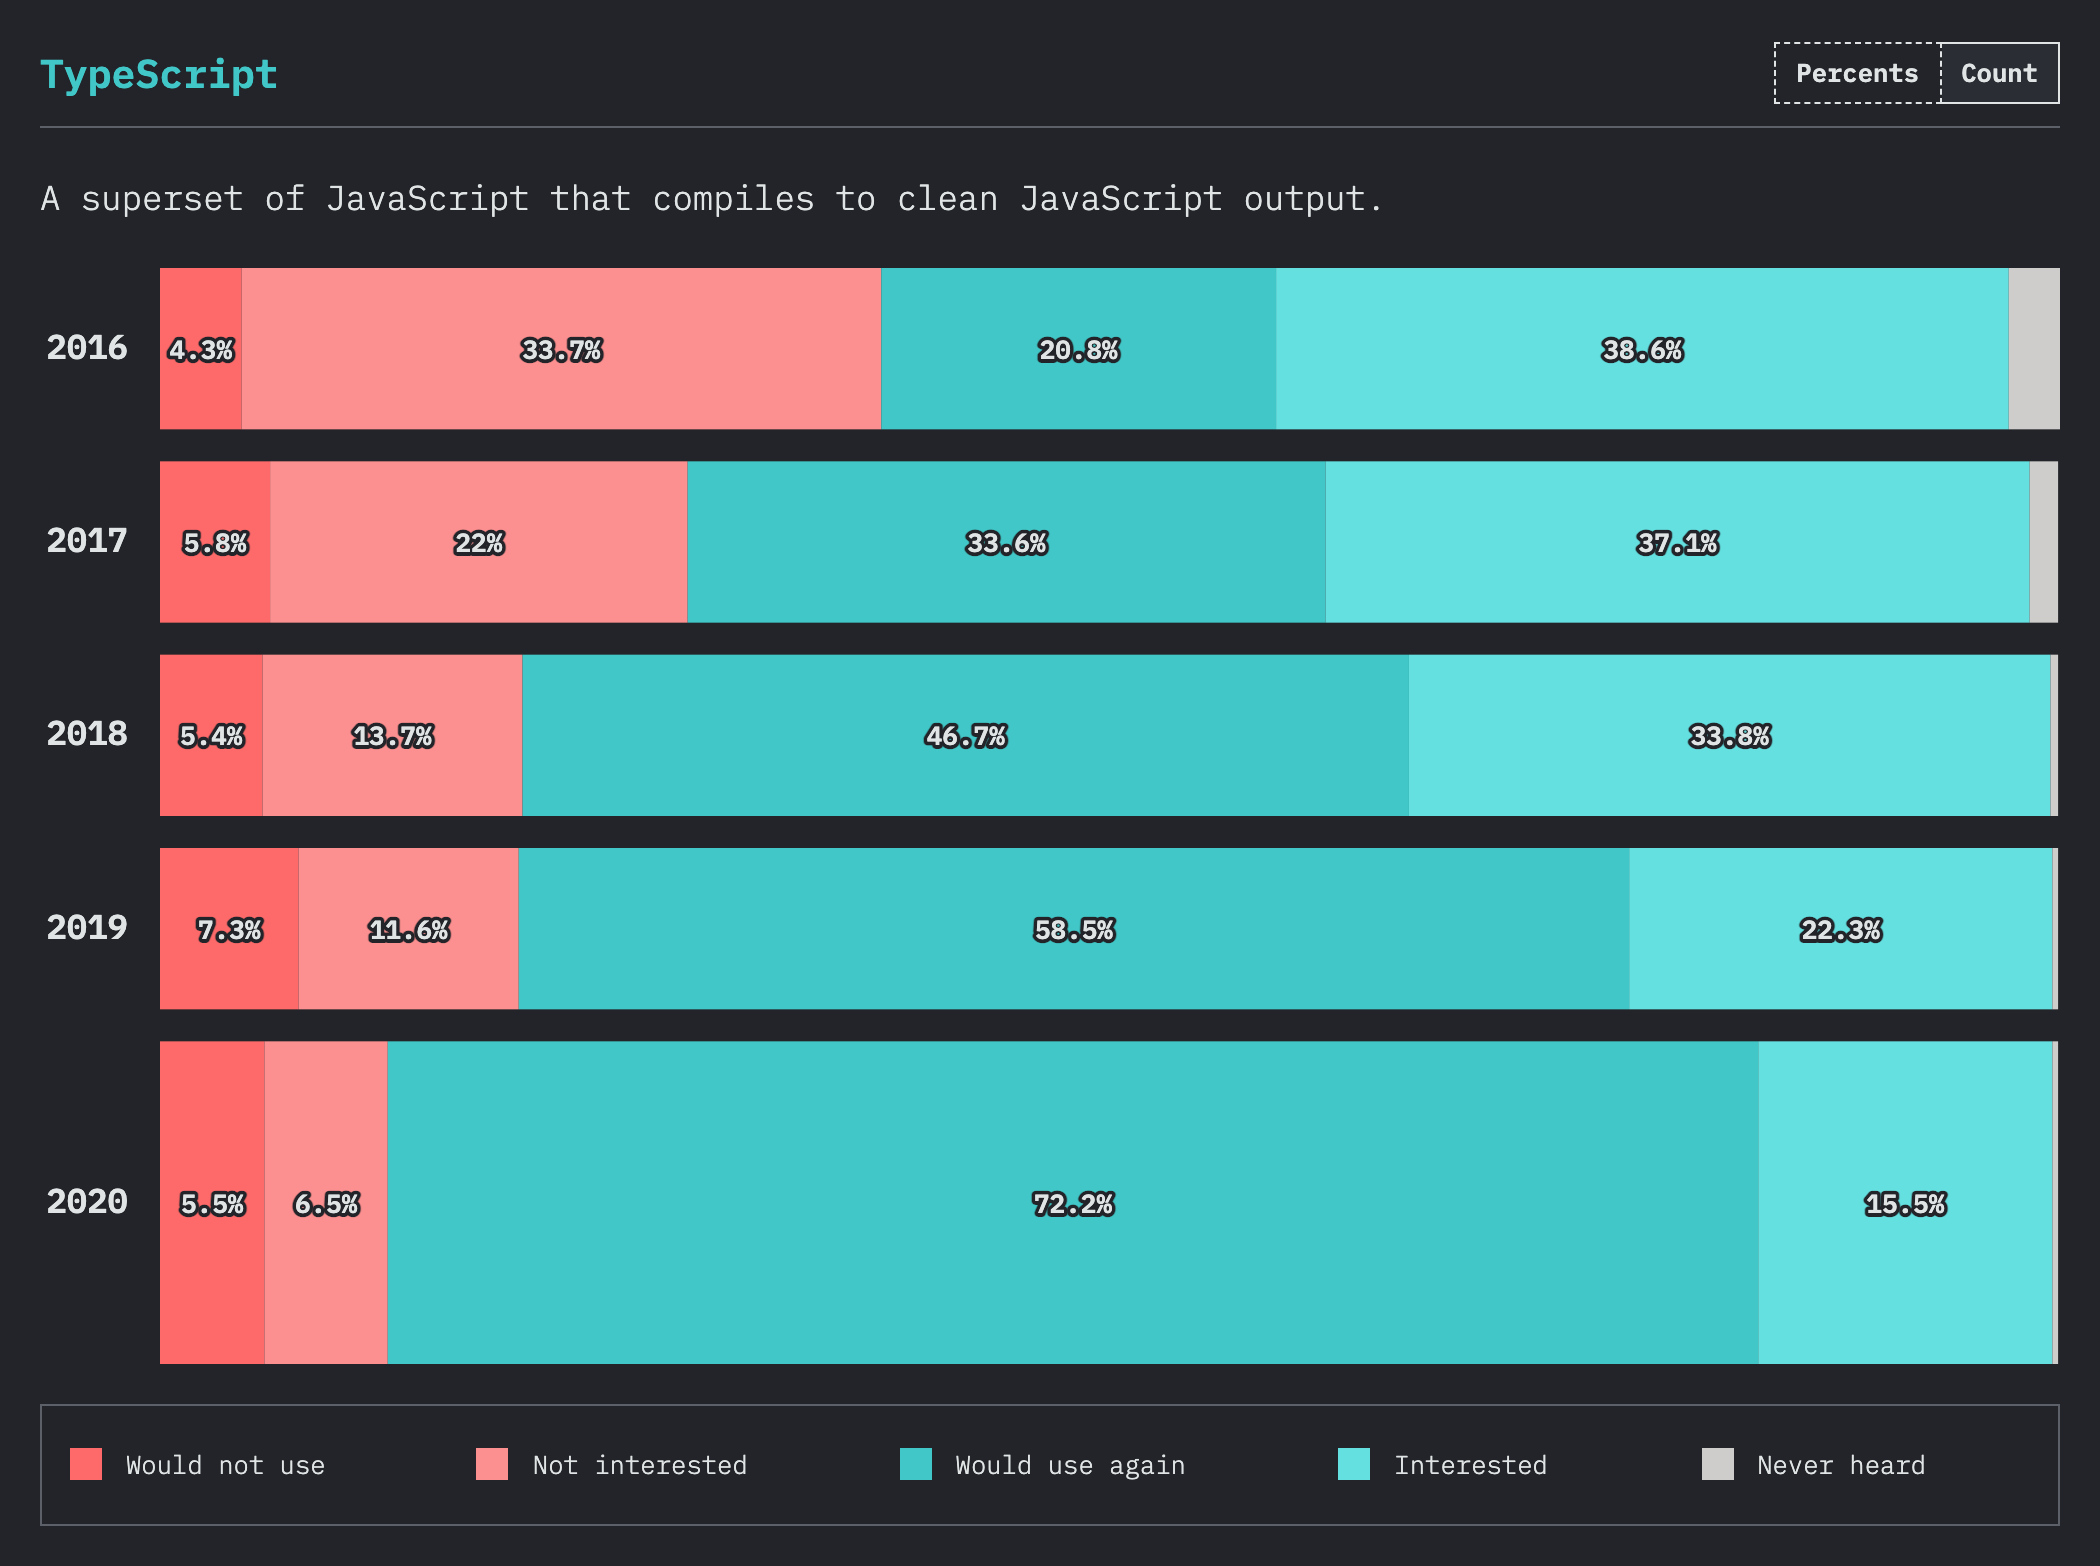 TypeScript
Percents Count
A superset of JavaScript that compiles to clean JavaScript output.
2016 4.3% 33.7% 20.8% 38.6%
2017 5.8% 22% 33.6% 37.1%
2018 5.4% 13.7% 46.7% 33.8%
2019 7.3% 11.6% 58.5% 22.3%
2020 5.5% 6.5% 72.2% 15.5%
Would not use Not interested Would use again Interested Never heard